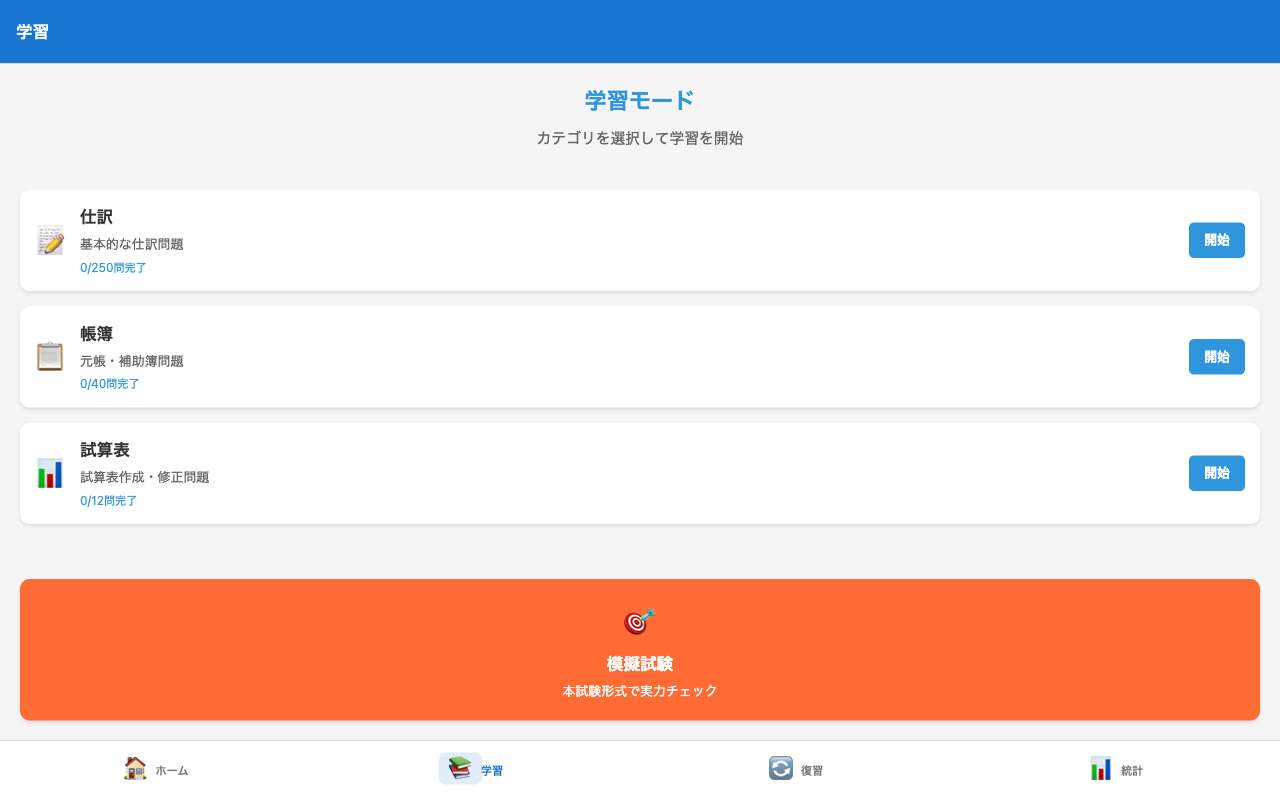 学習
学習モード
カテゴリを選択して学習を開始
仕訳
基本的な仕訳問題
0/250問完了
開始
帳簿
元帳・補助簿問題
0/40問完了
開始
試算表
試算表作成・修正問題
0/12問完了
開始
模擬試験
本試験形式で実力チェック
ホーム
学習
復習
統計